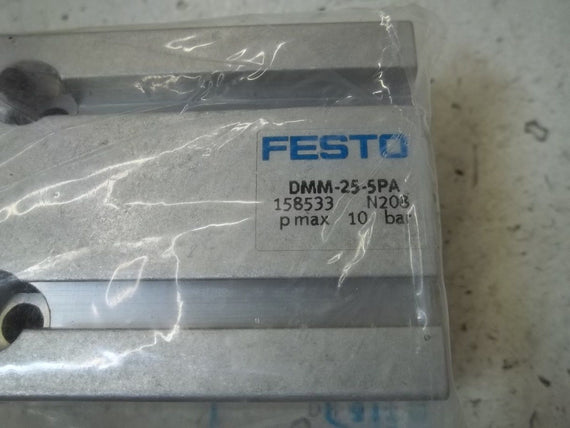 FESTO
DMM-25-5PA
158533 N208
p max 10 bar